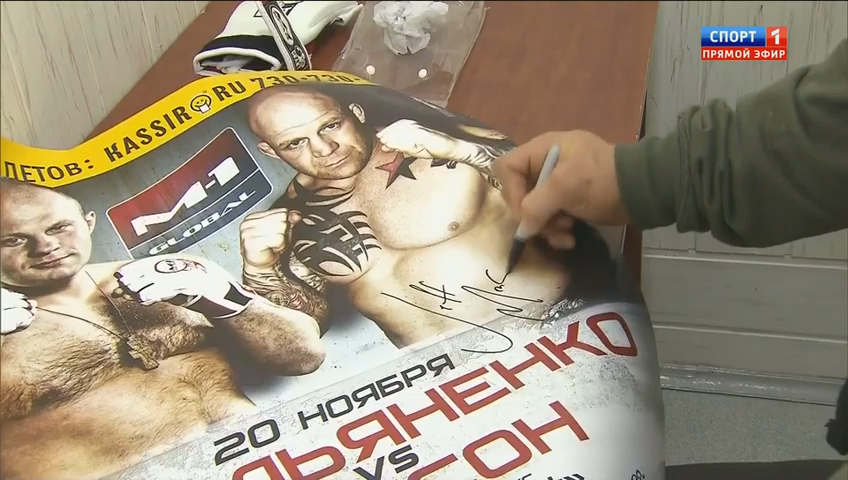 СПОРТ 1
ПРЯМОЙ ЭФИР
ЛЕТОВ: KASSIR.RU 730-730-
M-1
GLOBAL
20 НОЯБРЯ
ЬЯНЕНКО
VS
СОН